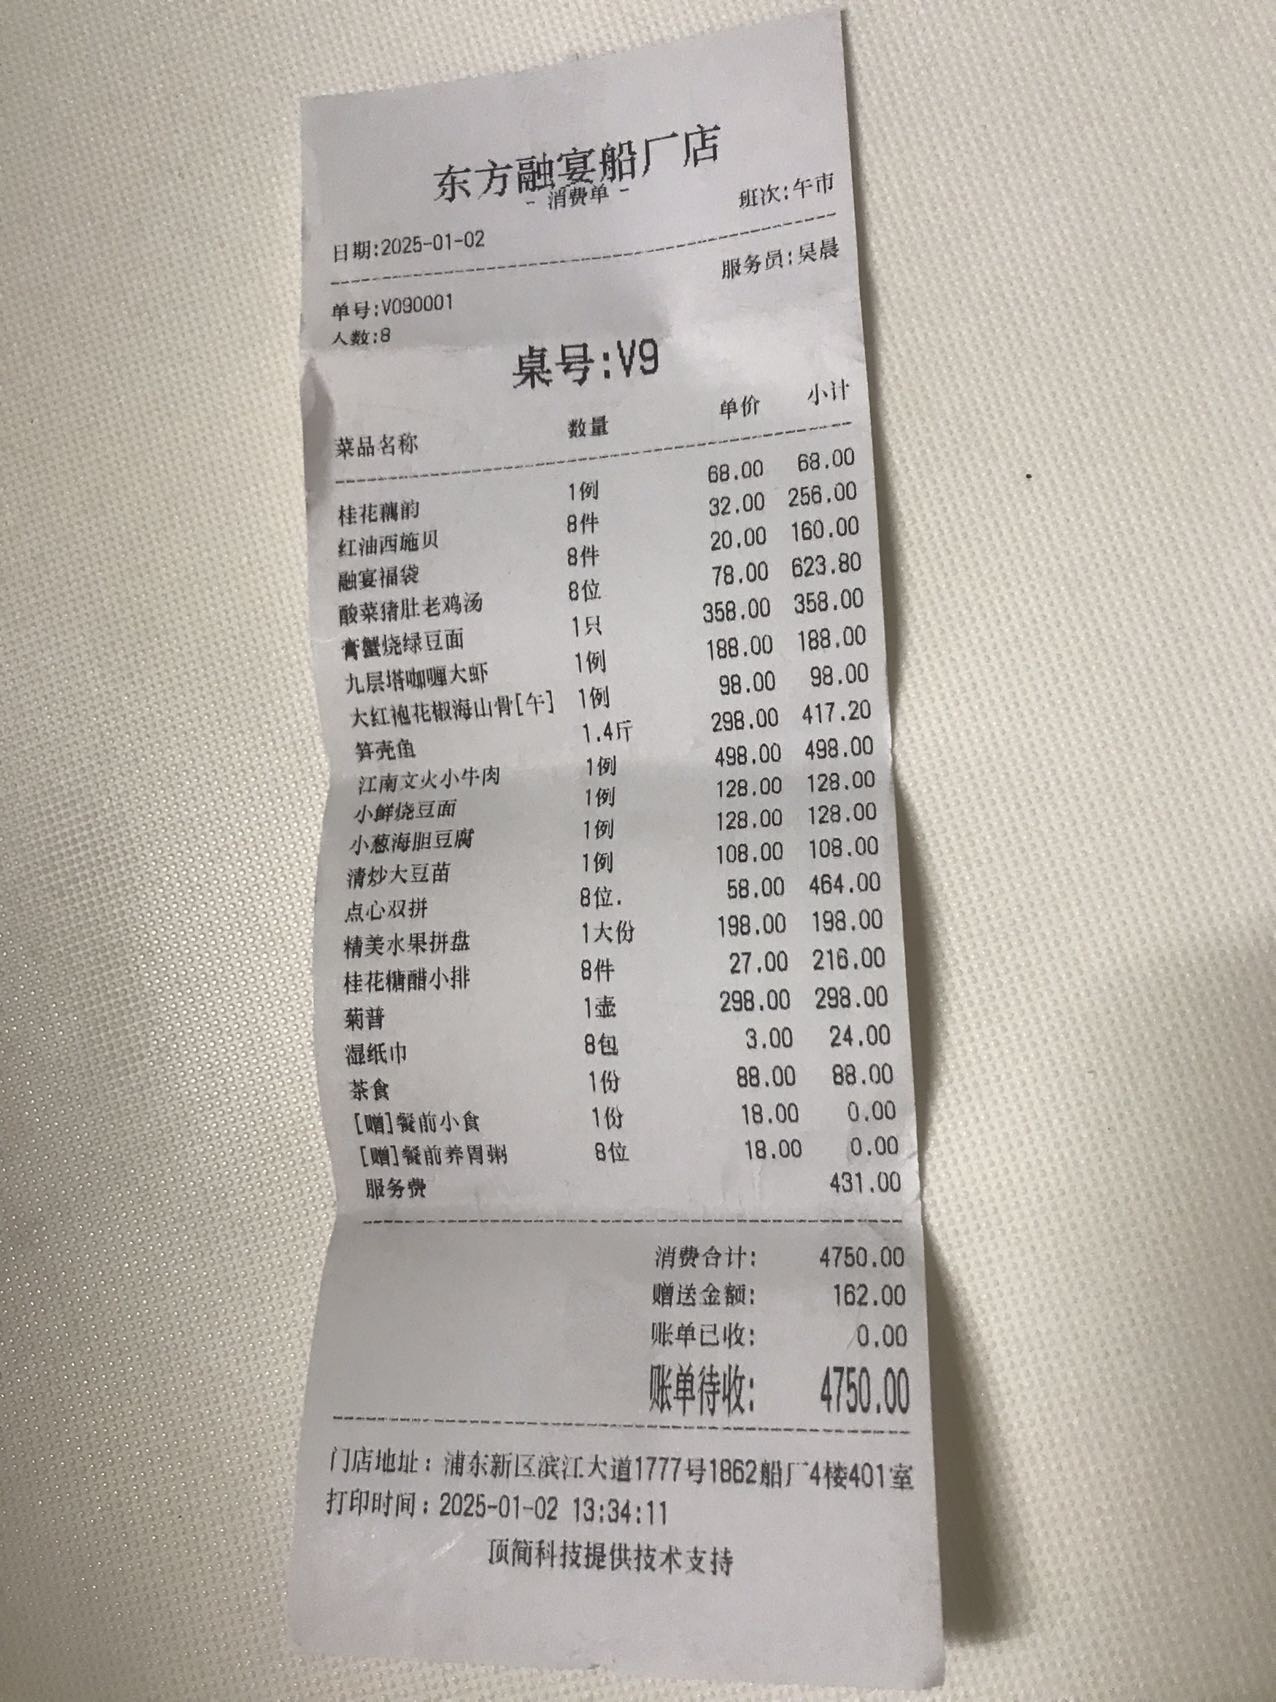 东方融宴船厂店
- 消费单 -
日期:2025-01-02 班次:午市
单号:V090001 服务员:吴晨
人数:8
桌号:V9
菜品名称 数量 单价 小计
桂花藕韵 1例 68.00 68.00
红油西施贝 8件 32.00 256.00
融宴福袋 8件 20.00 160.00
酸菜猪肚老鸡汤 8位 78.00 623.80
膏蟹烧绿豆面 1只 358.00 358.00
九层塔咖喱大虾 1例 188.00 188.00
大红袍花椒海山骨[午] 1例 98.00 98.00
笋壳鱼 1.4斤 298.00 417.20
江南文火小牛肉 1例 498.00 498.00
小鲜烧豆面 1例 128.00 128.00
小葱海胆豆腐 1例 128.00 128.00
清炒大豆苗 1例 108.00 108.00
点心双拼 8位. 58.00 464.00
精美水果拼盘 1大份 198.00 198.00
桂花糖醋小排 8件 27.00 216.00
菊普 1壶 298.00 298.00
湿纸巾 8包 3.00 24.00
茶食 1份 88.00 88.00
[赠]餐前小食 1份 18.00 0.00
[赠]餐前养胃粥 8位 18.00 0.00
服务费 431.00
消费合计: 4750.00
赠送金额: 162.00
账单已收: 0.00
账单待收: 4750.00
门店地址：浦东新区滨江大道1777号1862船厂4楼401室
打印时间：2025-01-02 13:34:11
顶简科技提供技术支持